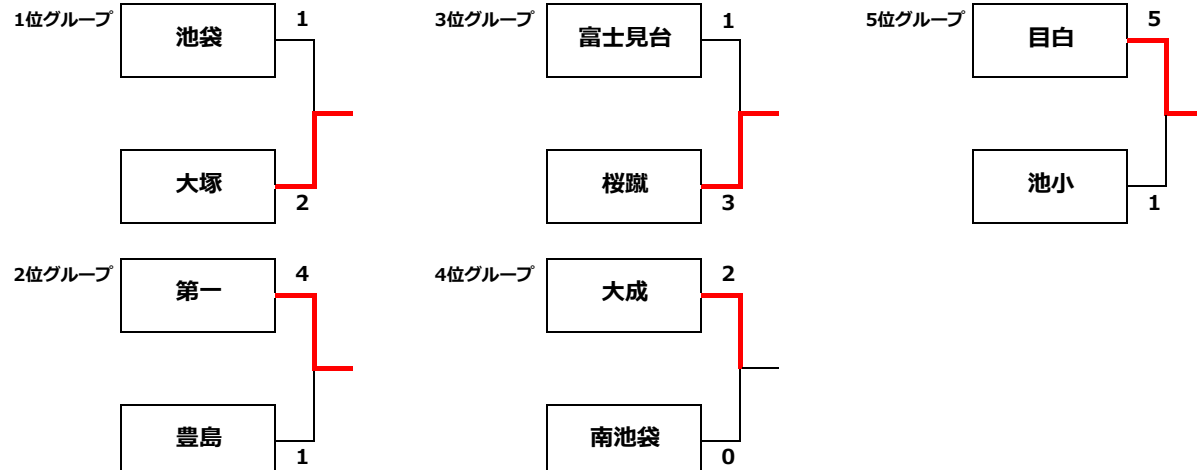 1位グループ
池袋
1
大塚
2
3位グループ
富士見台
1
桜蹴
3
5位グループ
目白
5
池小
1
2位グループ
第一
4
豊島
1
4位グループ
大成
2
南池袋
0